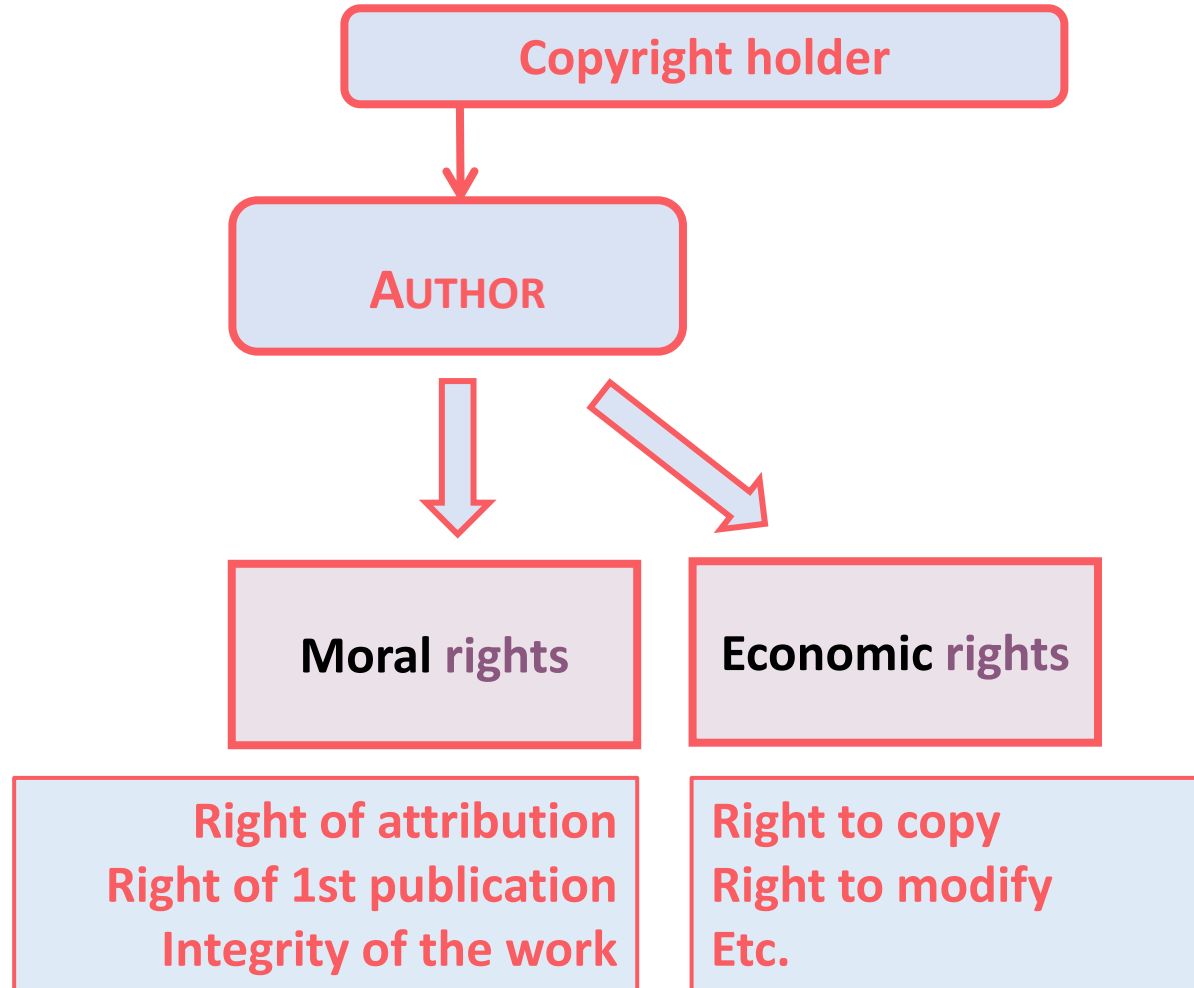 Copyright holder
AUTHOR
Moral rights
Economic rights
Right of attribution
Right of 1st publication
Integrity of the work
Right to copy
Right to modify
Etc.